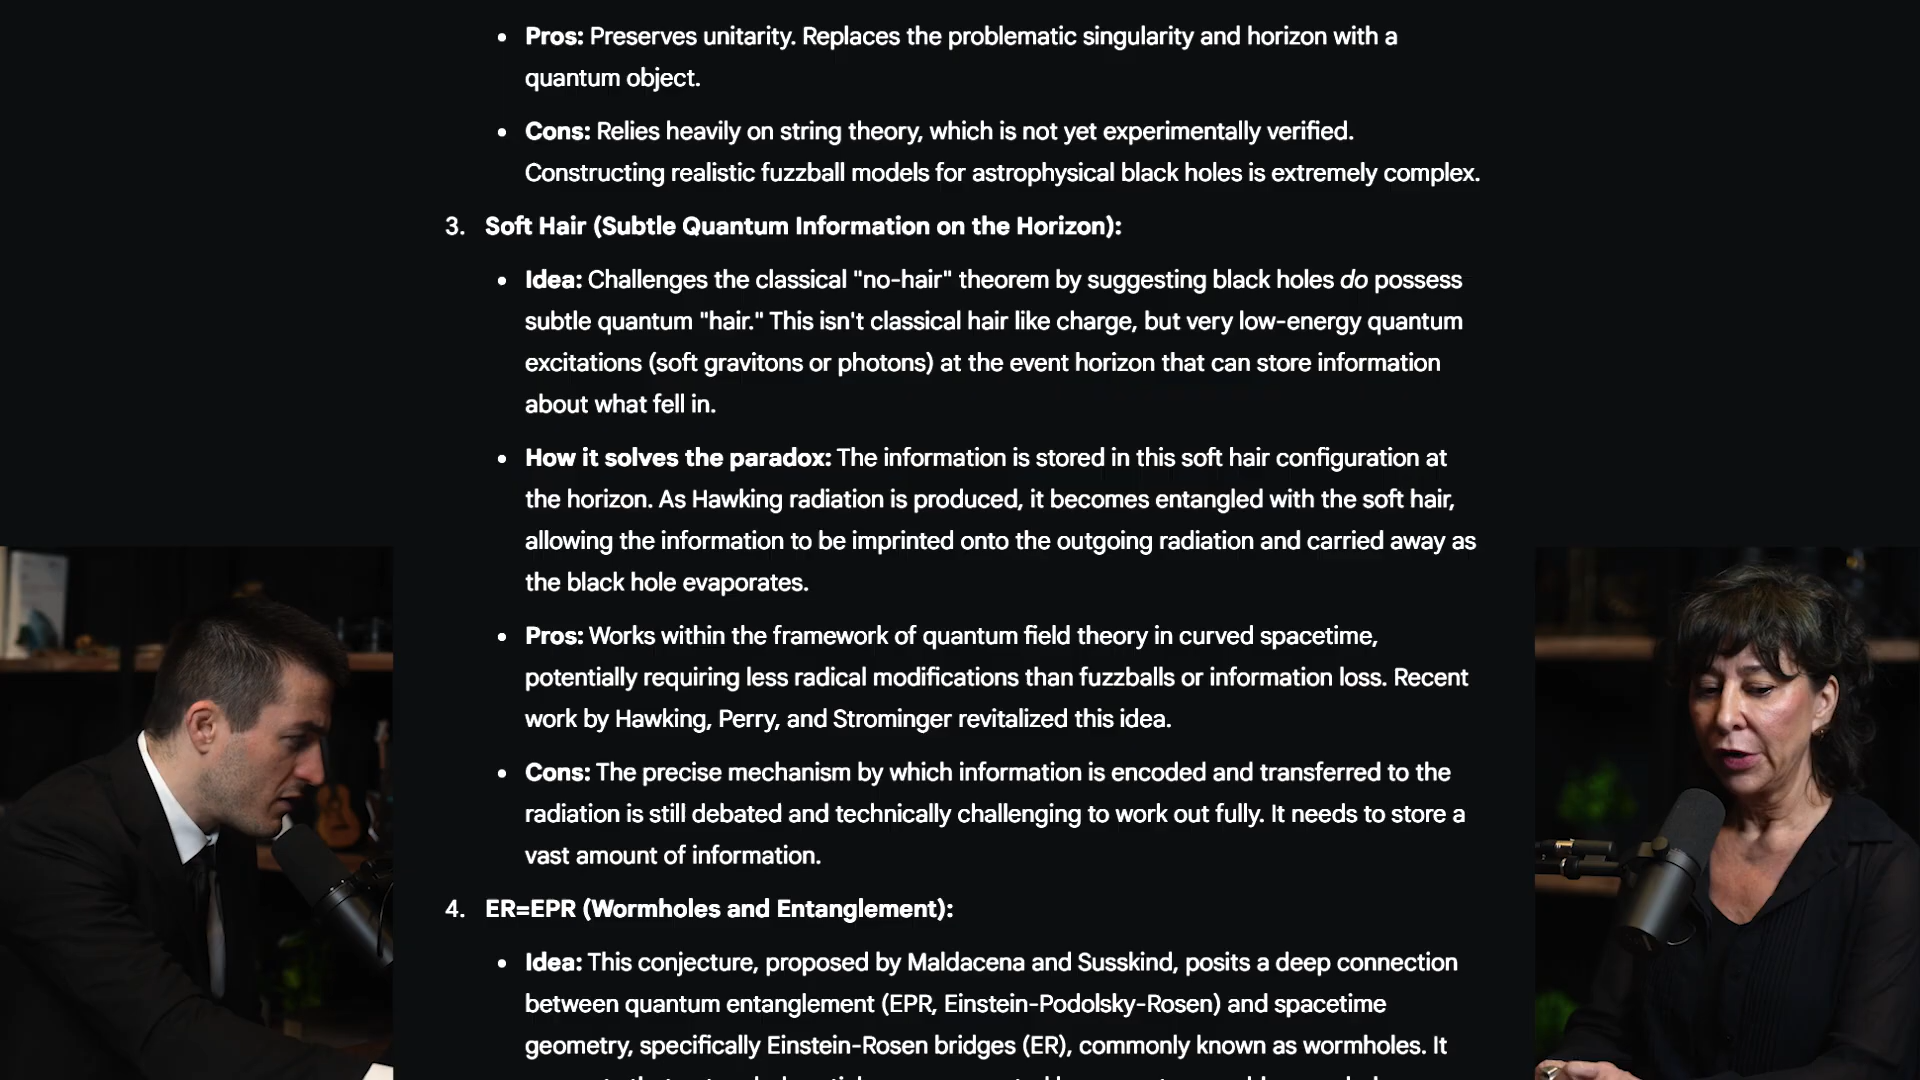 • Pros: Preserves unitarity. Replaces the problematic singularity and horizon with a
quantum object.
• Cons: Relies heavily on string theory, which is not yet experimentally verified.
Constructing realistic fuzzball models for astrophysical black holes is extremely complex.
3. Soft Hair (Subtle Quantum Information on the Horizon):
• Idea: Challenges the classical "no-hair" theorem by suggesting black holes do possess
subtle quantum "hair." This isn't classical hair like charge, but very low-energy quantum
excitations (soft gravitons or photons) at the event horizon that can store information
about what fell in.
• How it solves the paradox: The information is stored in this soft hair configuration at
the horizon. As Hawking radiation is produced, it becomes entangled with the soft hair,
allowing the information to be imprinted onto the outgoing radiation and carried away as
the black hole evaporates.
• Pros: Works within the framework of quantum field theory in curved spacetime,
potentially requiring less radical modifications than fuzzballs or information loss. Recent
work by Hawking, Perry, and Strominger revitalized this idea.
• Cons: The precise mechanism by which information is encoded and transferred to the
radiation is still debated and technically challenging to work out fully. It needs to store a
vast amount of information.
4. ER=EPR (Wormholes and Entanglement):
• Idea: This conjecture, proposed by Maldacena and Susskind, posits a deep connection
between quantum entanglement (EPR, Einstein-Podolsky-Rosen) and spacetime
geometry, specifically Einstein-Rosen bridges (ER), commonly known as wormholes. It